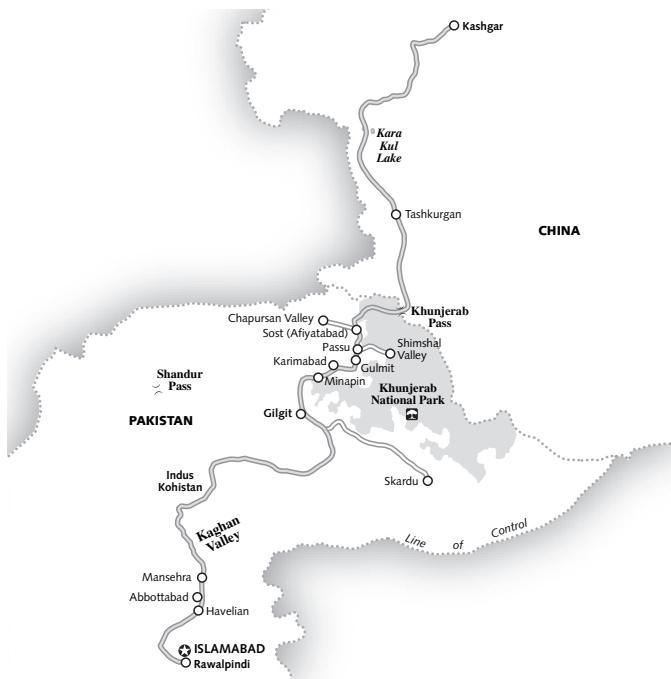 Kashgar
Kara
Kul
Lake
Tashkurgan
CHINA
Khunjerab
Pass
Chapursan Valley
Sost (Afiyatabad)
Passu
Shimshal
Valley
Karimabad
Gulmit
Minapin
Shandur
Pass
Khunjerab
National Park
Gilgit
PAKISTAN
Indus
Kohistan
Skardu
Kaghan
Valley
Line of Control
Mansehra
Abbottabad
Havelian
ISLAMABAD
Rawalpindi